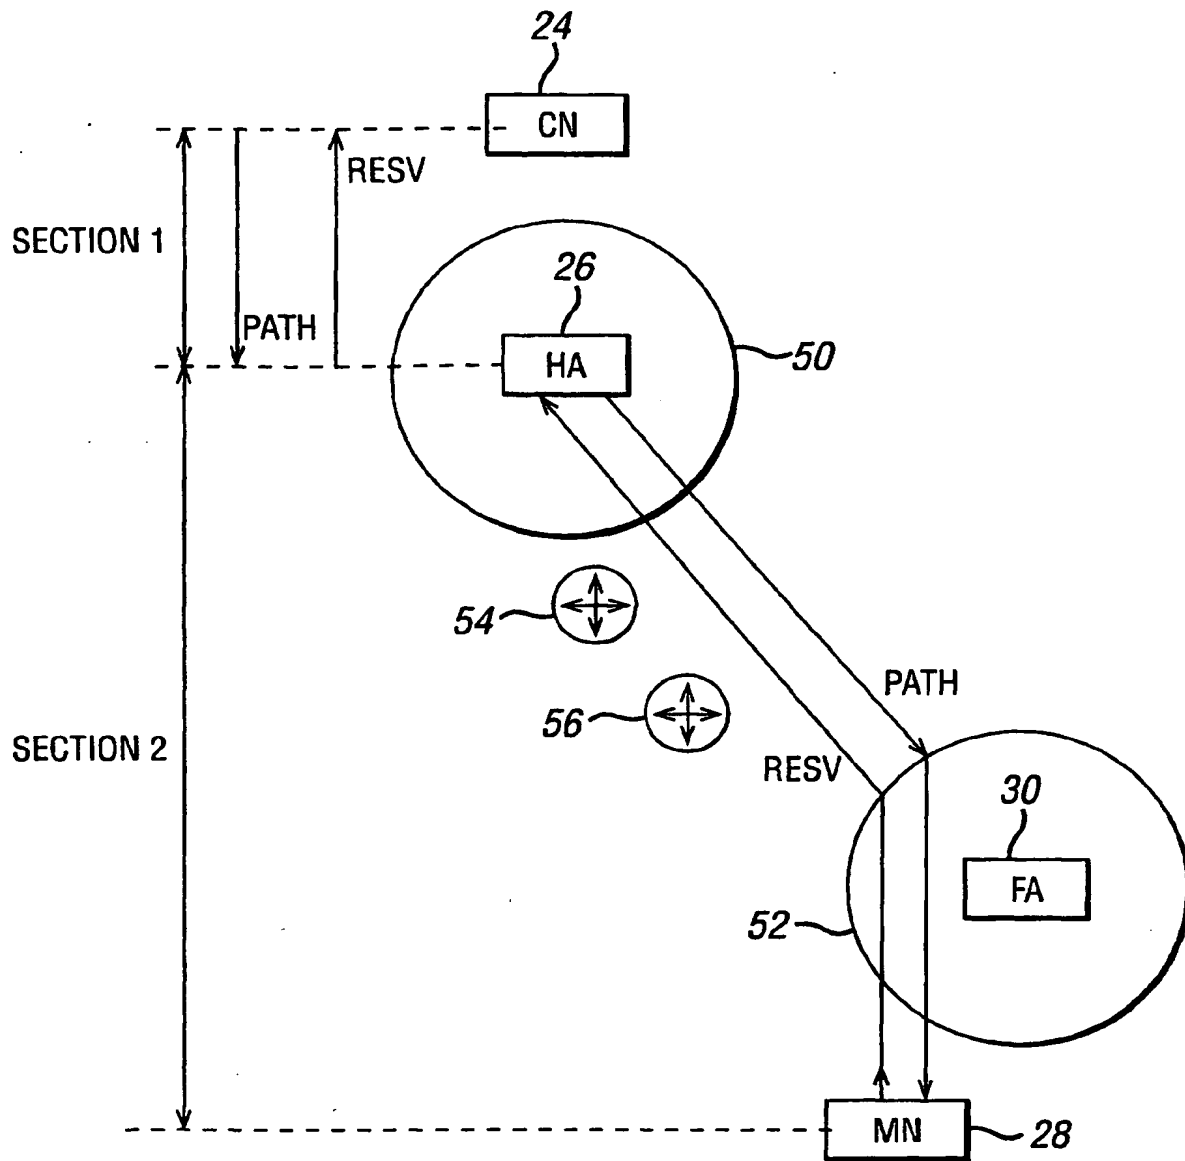 24
CN
RESV
SECTION 1
26
PATH
50
HA
54
PATH
56
SECTION 2
RESV
30
FA
52
MN
28